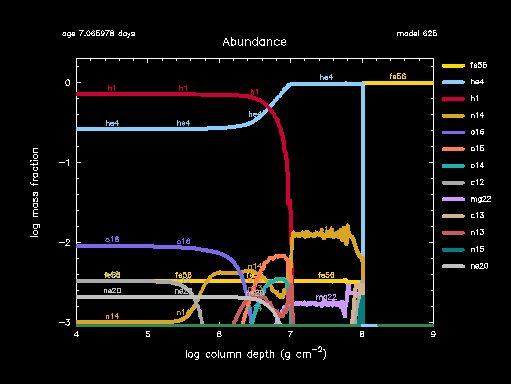 age 7.065978 days
model 625
Abundance
fe56
he4
h1
n14
o16
o15
o14
c12
mg22
c13
n13
n15
ne20
he4
fe56
h1
h1
he4
he4
he4
o16
o16
n14
fe56
fe56
fe56
ne20
ne20
mg22
n14
0
−1
−2
−3
4
5
6
7
8
9
log mass fraction
log column depth (g cm⁻²)